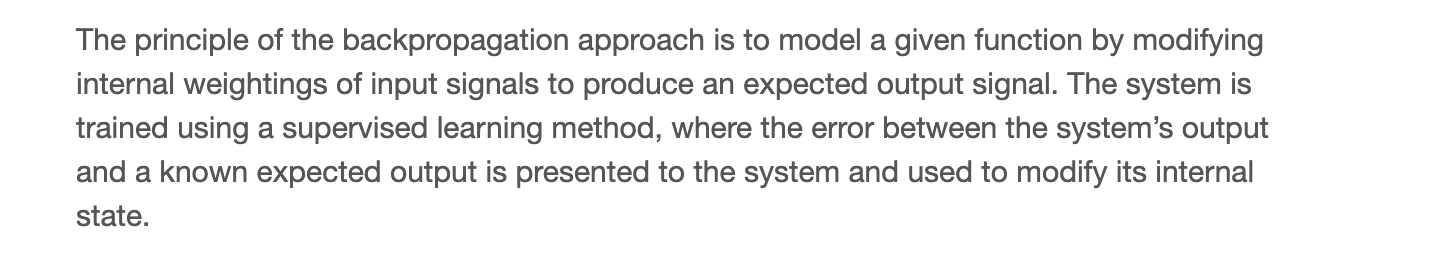 The principle of the backpropagation approach is to model a given function by modifying
internal weightings of input signals to produce an expected output signal. The system is
trained using a supervised learning method, where the error between the system’s output
and a known expected output is presented to the system and used to modify its internal
state.